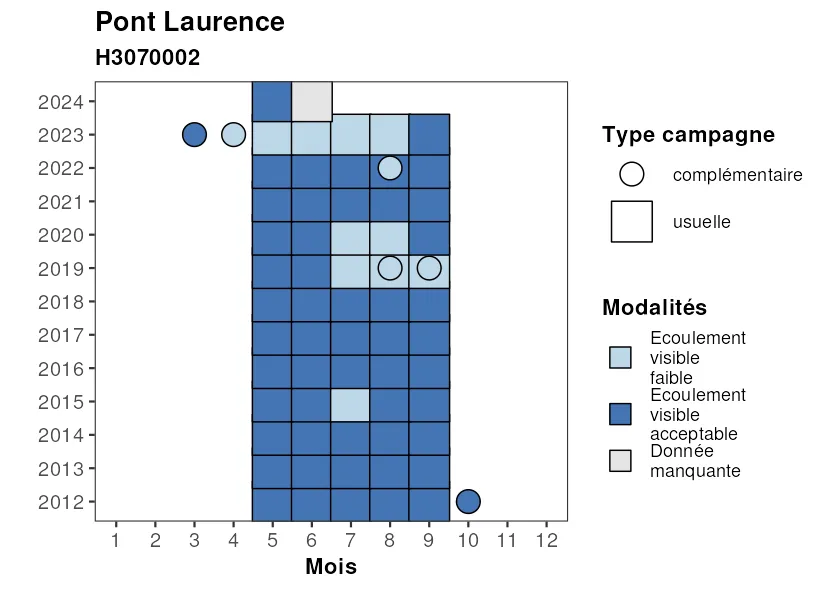 Pont Laurence
H3070002
2024
2023
2022
2021
2020
2019
2018
2017
2016
2015
2014
2013
2012
1 2 3 4 5 6 7 8 9 10 11 12
Mois
Type campagne
complémentaire
usuelle
Modalités
Ecoulement
visible
faible
Ecoulement
visible
acceptable
Donnée
manquante